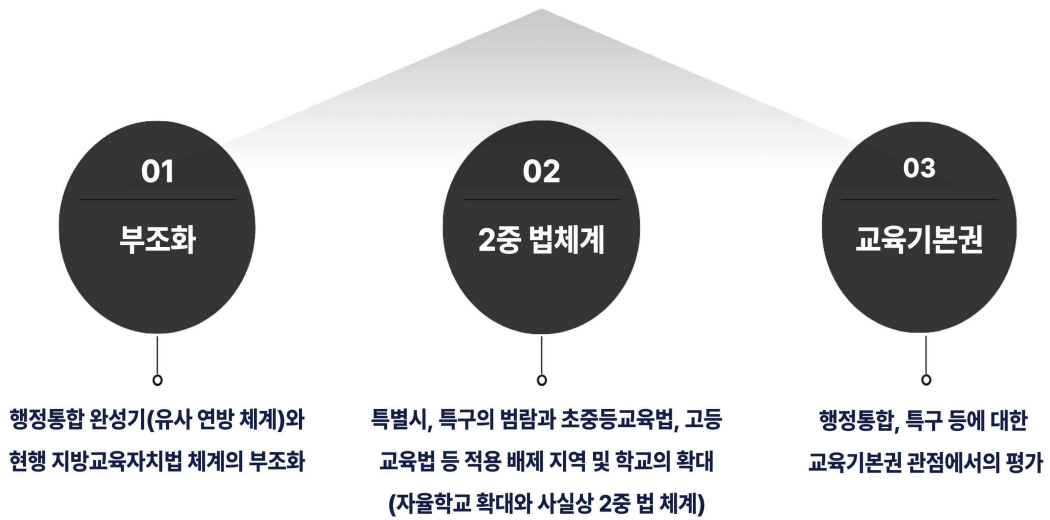 01
부조화
행정통합 완성기(유사 연방 체계)와
현행 지방교육자치법 체계의 부조화
02
2중 법체계
특별시, 특구의 범람과 초중등교육법, 고등
교육법 등 적용 배제 지역 및 학교의 확대
(자율학교 확대와 사실상 2중 법 체계)
03
교육기본권
행정통합, 특구 등에 대한
교육기본권 관점에서의 평가